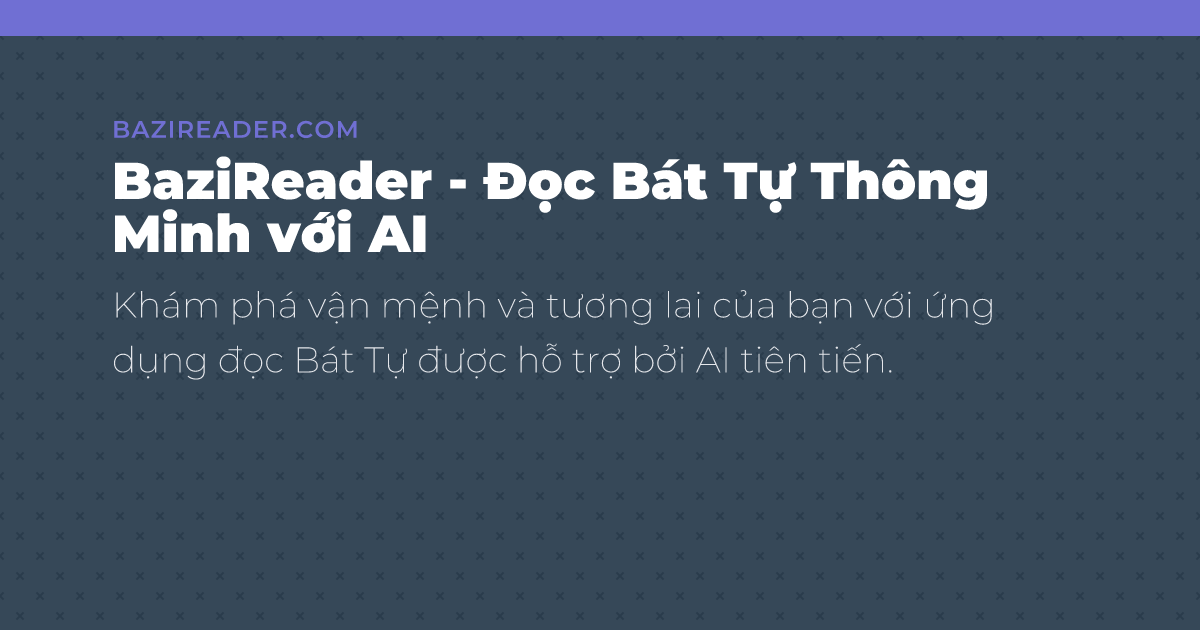 BAZIREADER.COM
BaziReader - Đọc Bát Tự Thông
Minh với AI
Khám phá vận mệnh và tương lai của bạn với ứng
dụng đọc Bát Tự được hỗ trợ bởi AI tiên tiến.